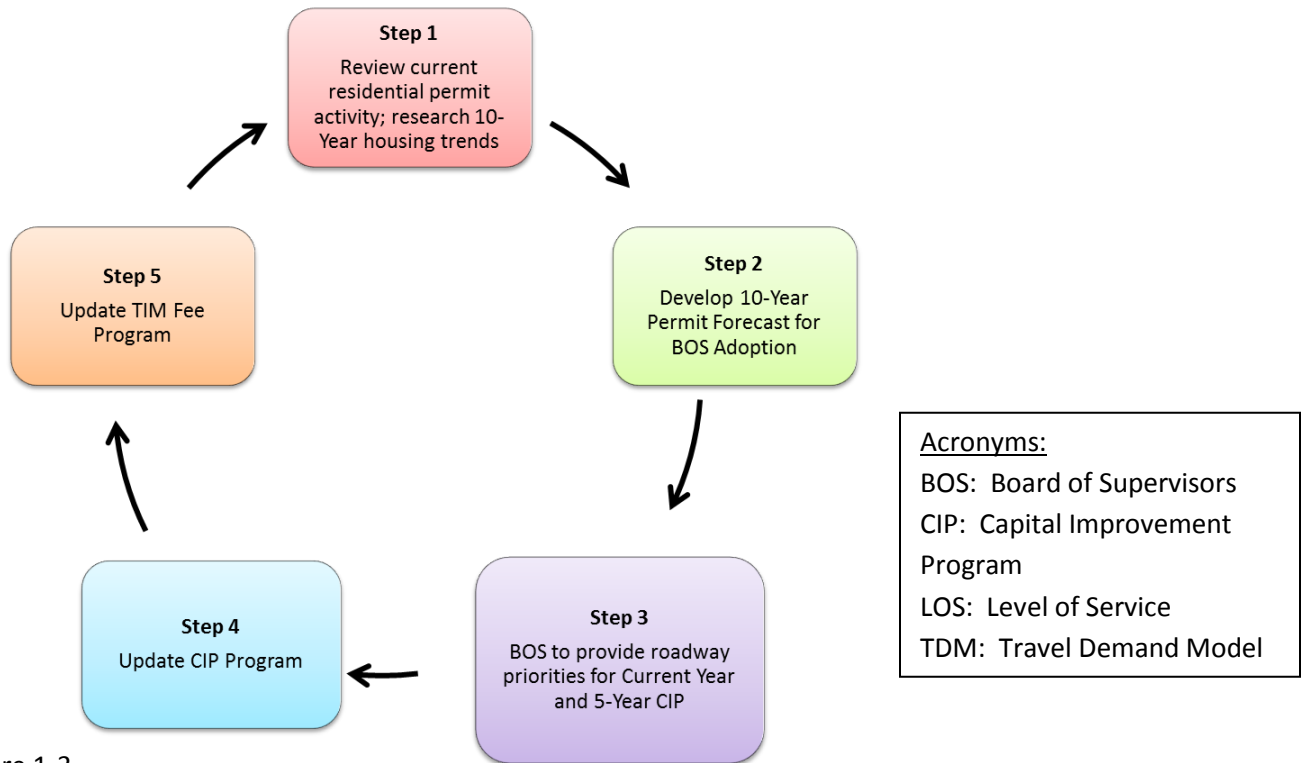 Step 1
Review current
residential permit
activity; research 10-
Year housing trends
Step 2
Develop 10-Year
Permit Forecast for
BOS Adoption
Step 3
BOS to provide roadway
priorities for Current Year
and 5-Year CIP
Step 4
Update CIP Program
Step 5
Update TIM Fee
Program
Acronyms:
BOS:  Board of Supervisors
CIP:  Capital Improvement
Program
LOS:  Level of Service
TDM:  Travel Demand Model